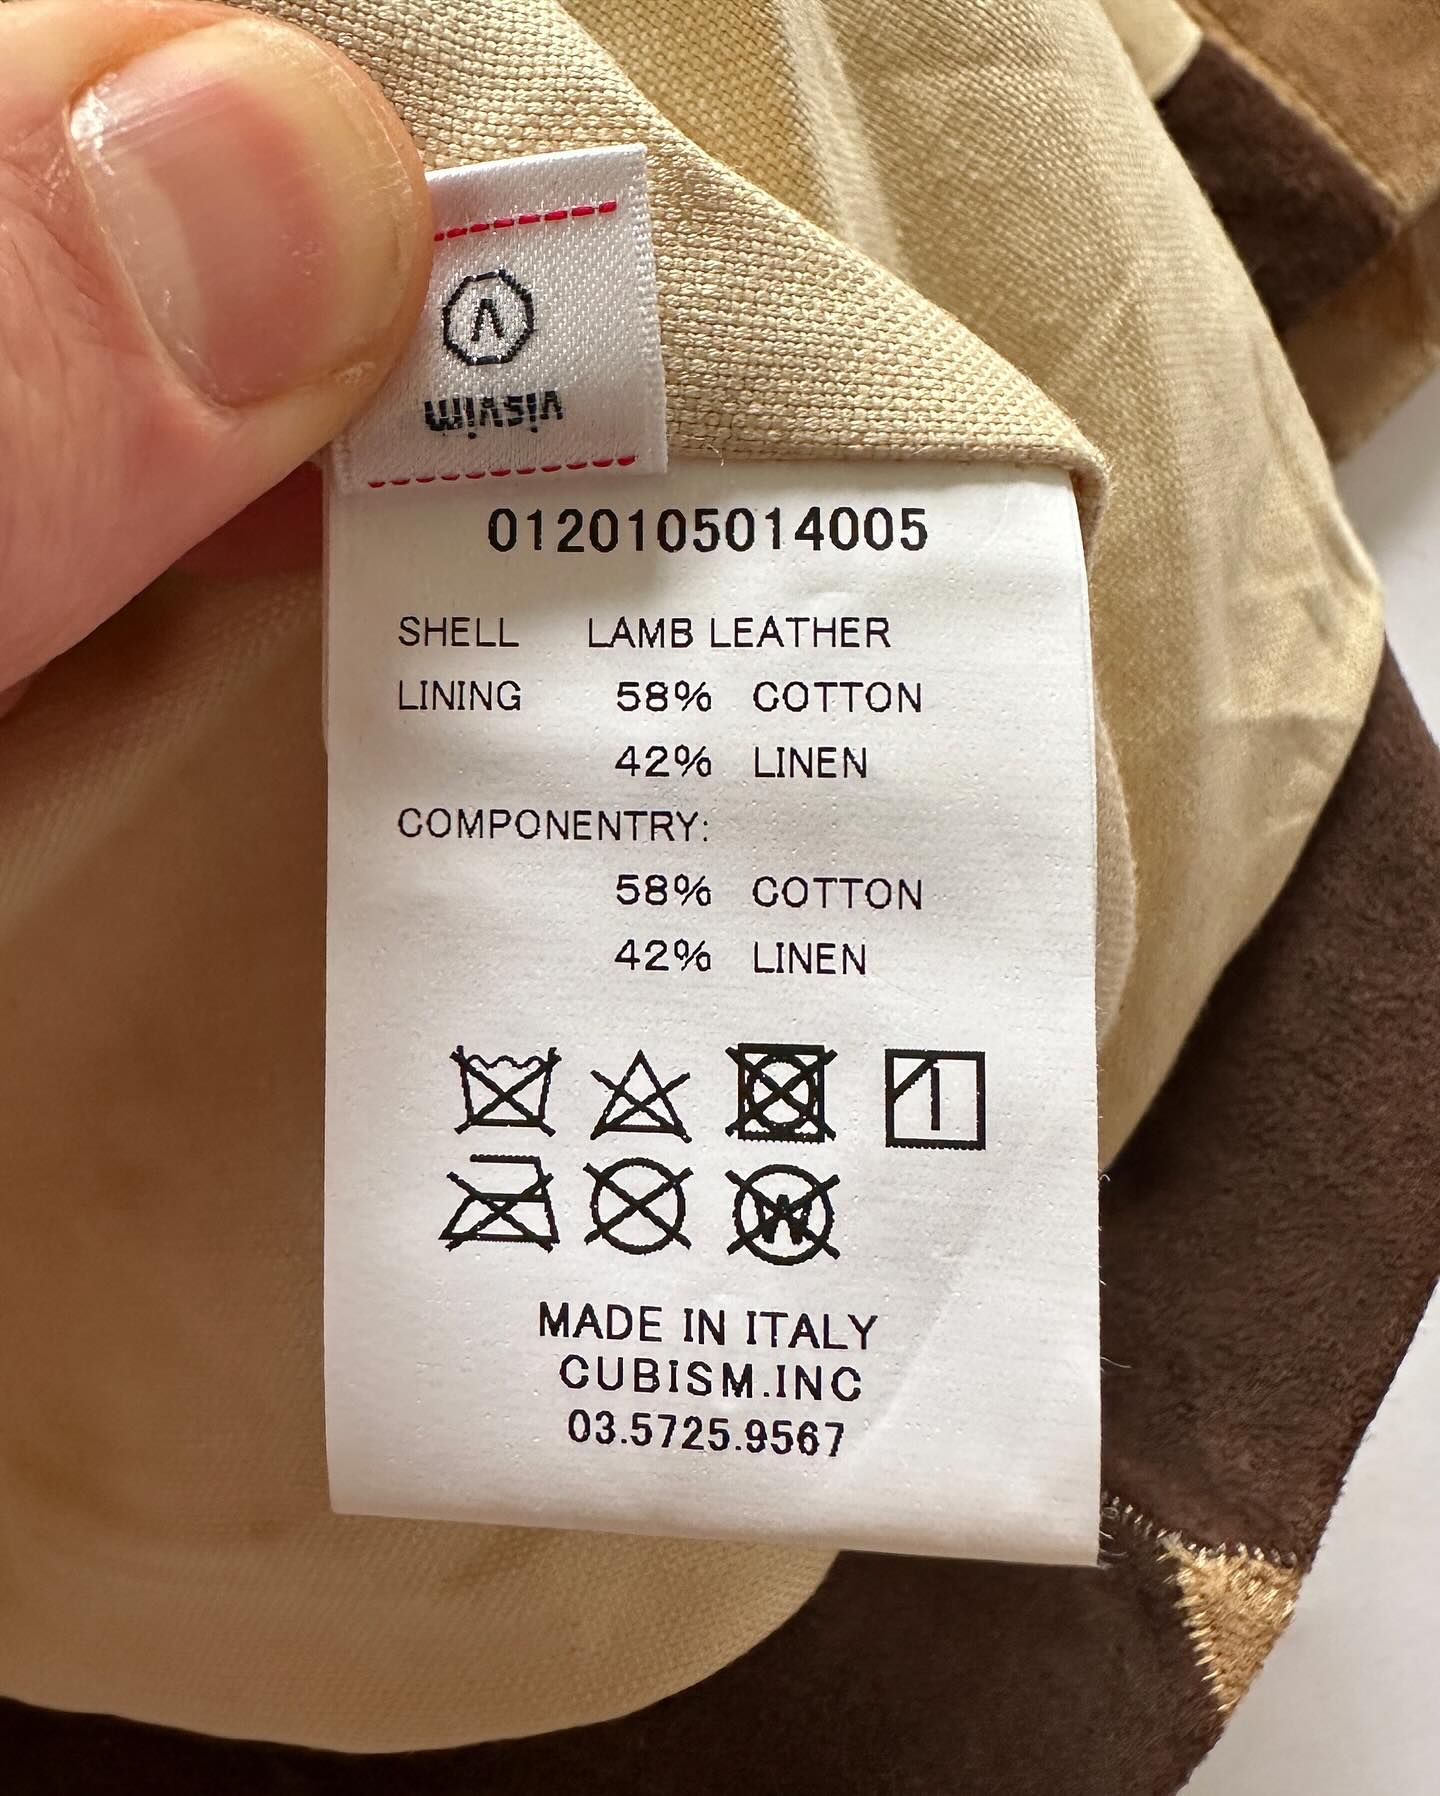 V
visvim
0120105014005
SHELL LAMB LEATHER
LINING 58% COTTON
42% LINEN
COMPONENTRY:
58% COTTON
42% LINEN
W
MADE IN ITALY
CUBISM.INC
03.5725.9567